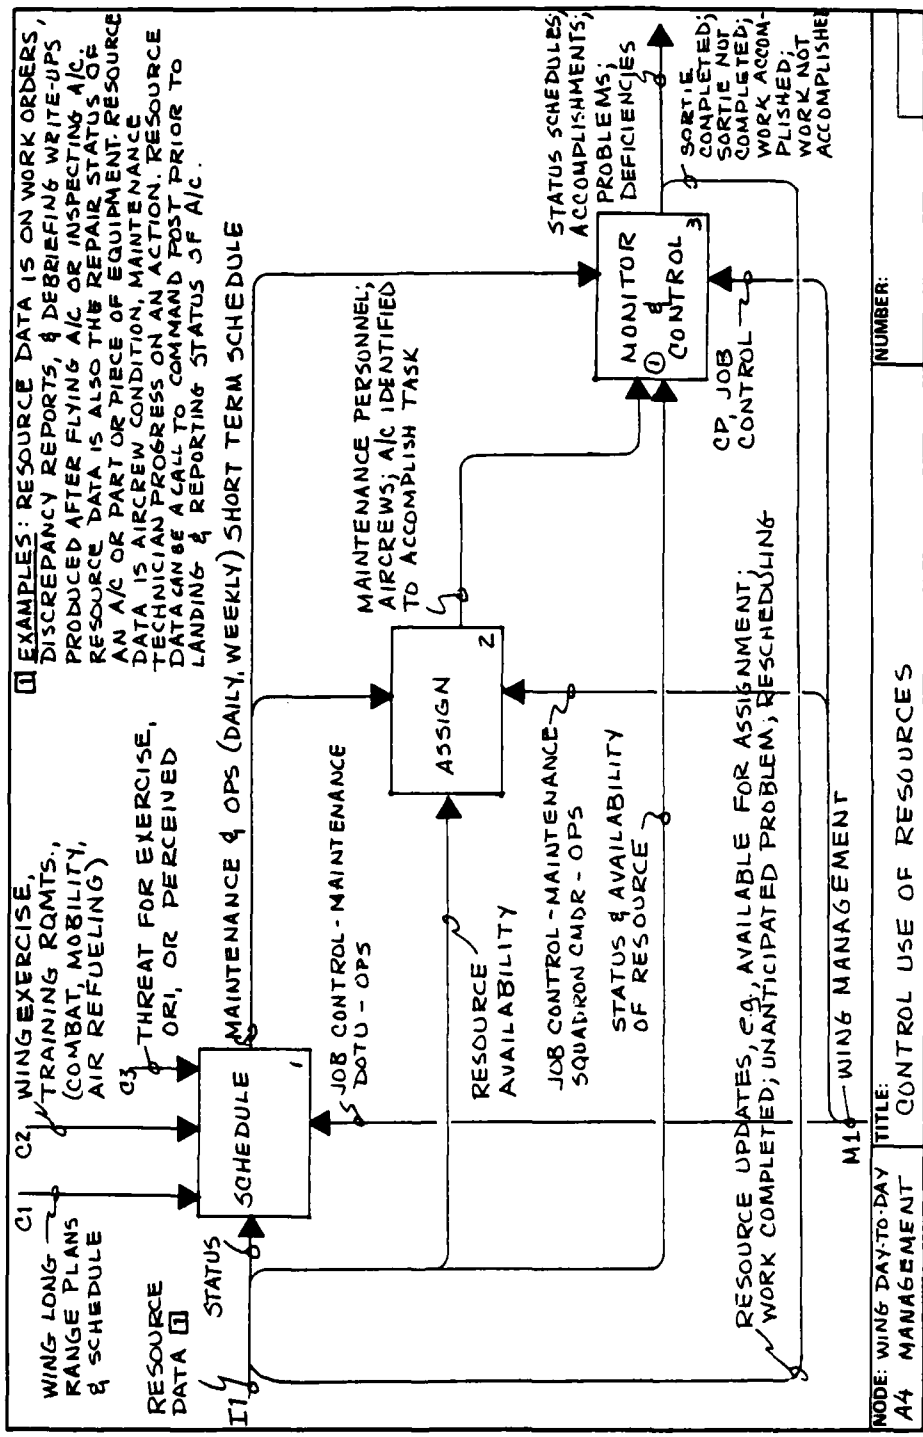 C1
C2
WING EXERCISE,
TRAINING RQMTS.,
(COMBAT, MOBILITY,
AIR REFUELING)
WING LONG
RANGE PLANS
& SCHEDULE
C3
THREAT FOR EXERCISE,
ORI, OR PERCEIVED
1 EXAMPLES: RESOURCE DATA IS ON WORK ORDERS,
DISCREPANCY REPORTS, & DEBRIEFING WRITE-UPS
PRODUCED AFTER FLYING A/C OR INSPECTING A/C.
RESOURCE DATA IS ALSO THE REPAIR STATUS OF
AN A/C OR PART OR PIECE OF EQUIPMENT. RESOURCE
DATA IS AIRCREW CONDITION, MAINTENANCE
TECHNICIAN PROGRESS ON AN ACTION. RESOURCE
DATA CAN BE A CALL TO COMMAND POST PRIOR TO
LANDING & REPORTING STATUS OF A/C.
RESOURCE
DATA 1
I1
STATUS
SCHEDULE
1
MAINTENANCE & OPS (DAILY, WEEKLY) SHORT TERM SCHEDULE
JOB CONTROL-MAINTENANCE
DOTU-OPS
RESOURCE
AVAILABILITY
ASSIGN
2
MAINTENANCE PERSONNEL;
AIRCREWS; A/C IDENTIFIED
TO ACCOMPLISH TASK
JOB CONTROL-MAINTENANCE
SQUADRON CMDR-OPS
STATUS & AVAILABILITY
OF RESOURCE
MONITOR
&
CONTROL
1
3
STATUS SCHEDULES;
ACCOMPLISHMENTS;
PROBLEMS;
DEFICIENCIES
SORTIE
COMPLETED;
SORTIE NOT
COMPLETED;
WORK ACCOM-
PLISHED;
WORK NOT
ACCOMPLISHED
CP, JOB
CONTROL
RESOURCE UPDATES, e.g., AVAILABLE FOR ASSIGNMENT;
WORK COMPLETED; UNANTICIPATED PROBLEM; RESCHEDULING
M1
WING MANAGEMENT
NODE: WING DAY-TO-DAY
A4 MANAGEMENT
TITLE:
CONTROL USE OF RESOURCES
NUMBER: